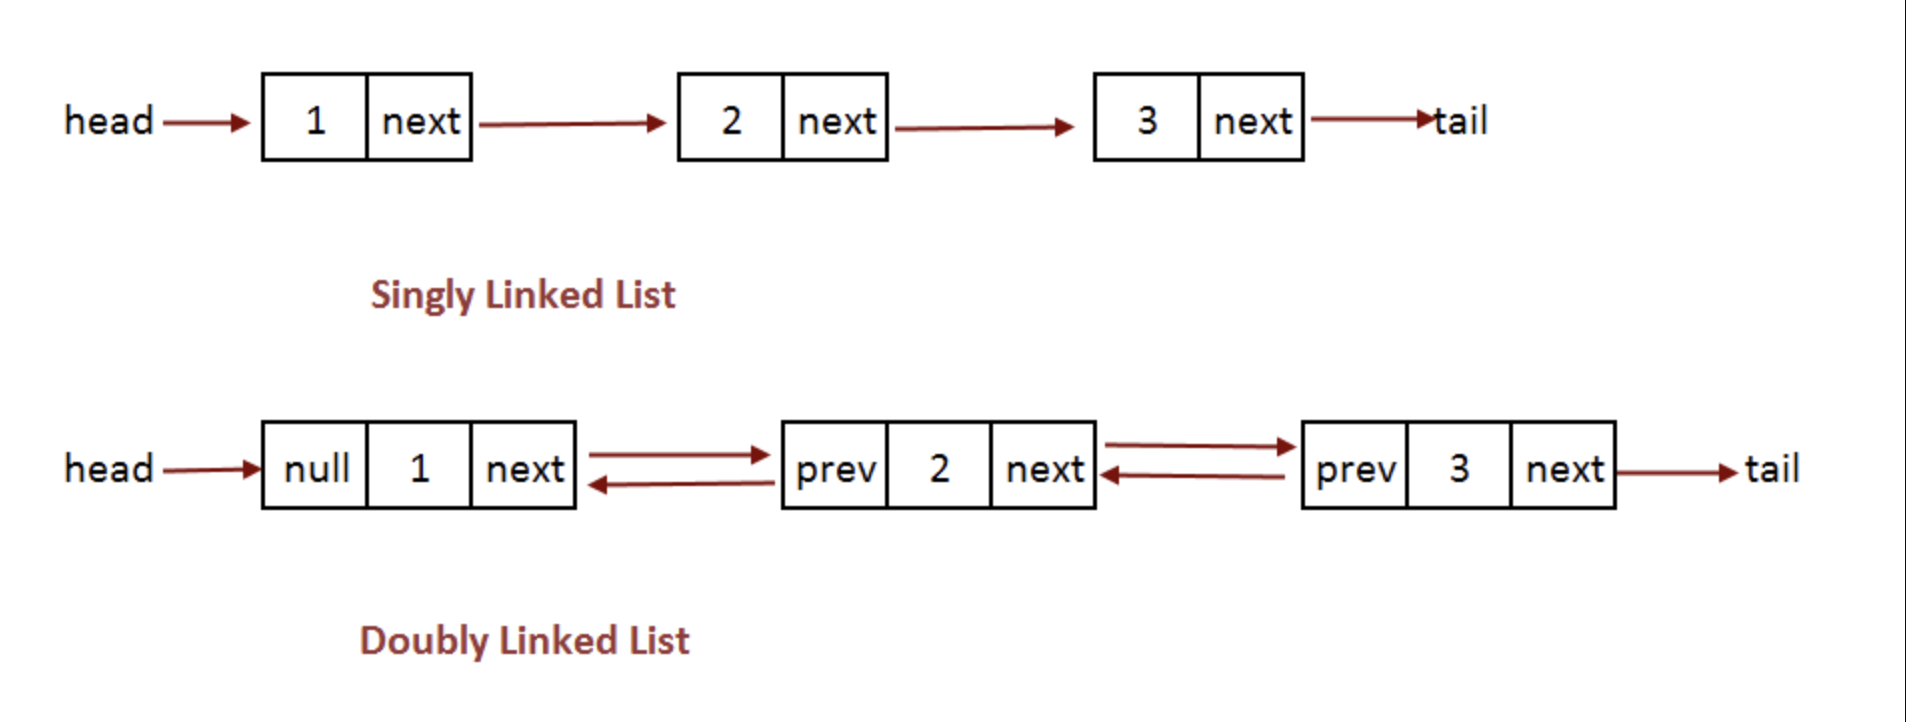 head 1 next 2 next 3 next tail
Singly Linked List
head null 1 next prev 2 next prev 3 next tail
Doubly Linked List